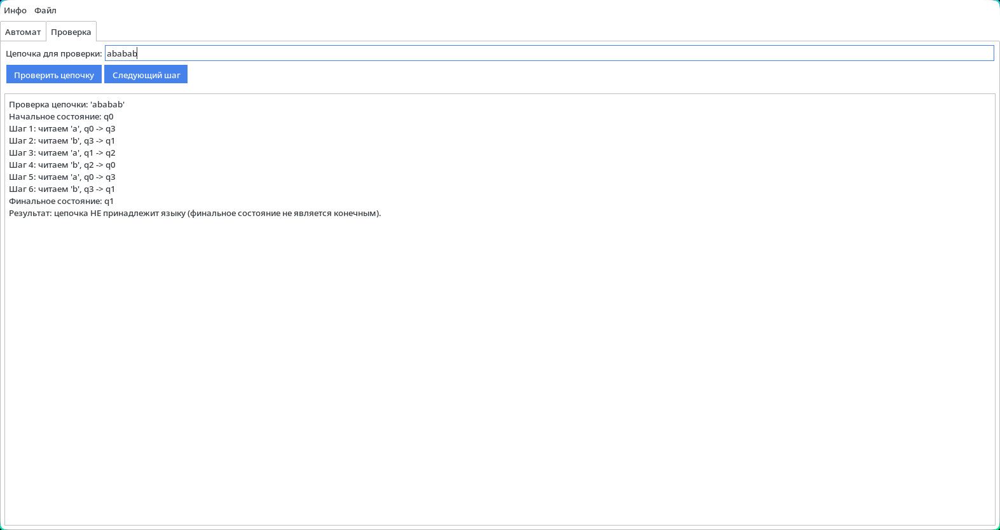 Инфо Файл
Автомат Проверка
Цепочка для проверки: ababab
Проверить цепочку Следующий шаг
Проверка цепочки: 'ababab'
Начальное состояние: q0
Шаг 1: читаем 'a', q0 -> q3
Шаг 2: читаем 'b', q3 -> q1
Шаг 3: читаем 'a', q1 -> q2
Шаг 4: читаем 'b', q2 -> q0
Шаг 5: читаем 'a', q0 -> q3
Шаг 6: читаем 'b', q3 -> q1
Финальное состояние: q1
Результат: цепочка НЕ принадлежит языку (финальное состояние не является конечным).